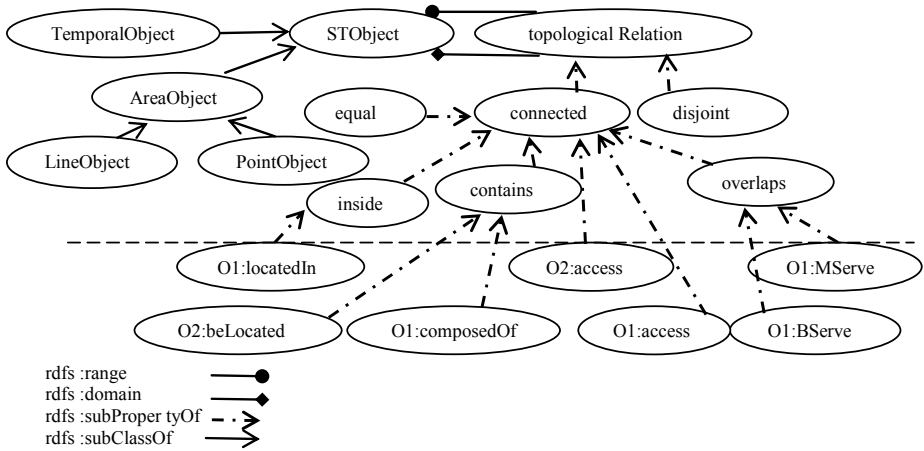 TemporalObject STObject topological Relation
AreaObject equal connected disjoint
LineObject PointObject contains overlaps
inside
O1:locatedIn O2:access O1:MServe
O2:beLocated O1:composedOf O1:access O1:BServe
rdfs :range
rdfs :domain
rdfs :subProper tyOf
rdfs :subClassOf